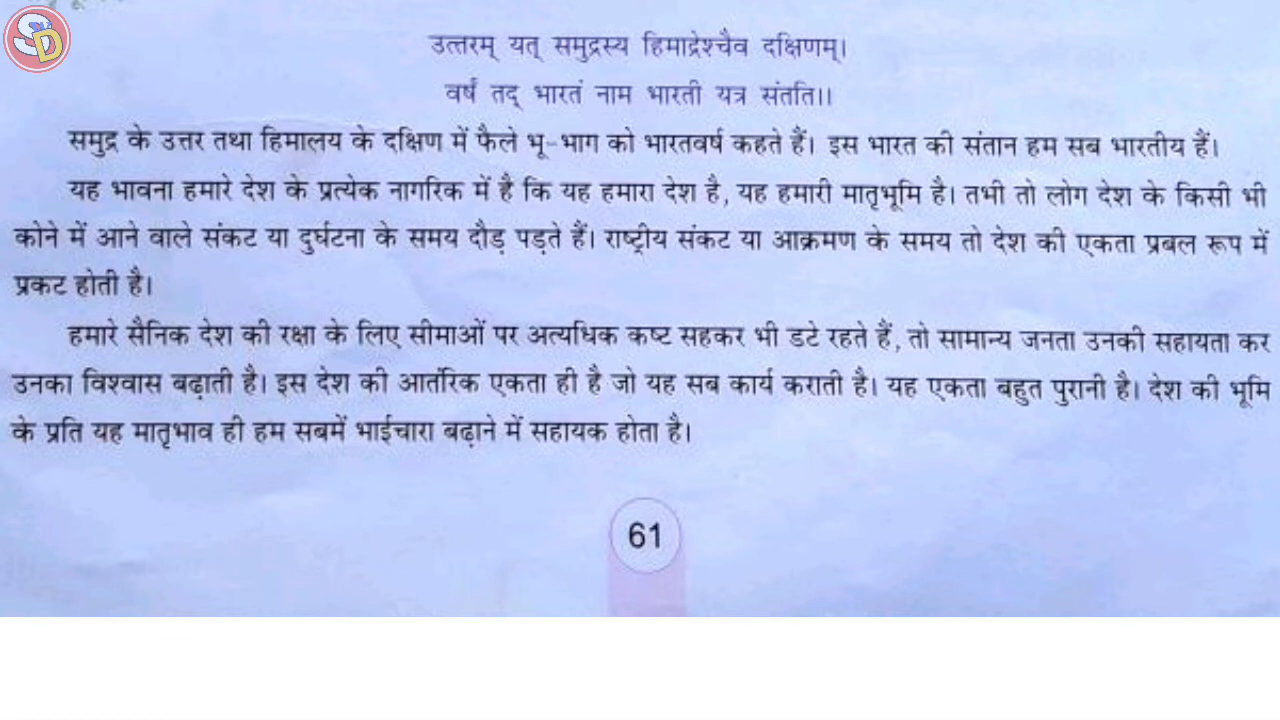 SD
उत्तरम् यत् समुद्रस्य हिमाद्रेश्चैव दक्षिणम्।
वर्षं तद् भारतं नाम भारती यत्र संतति।।
समुद्र के उत्तर तथा हिमालय के दक्षिण में फैले भू-भाग को भारतवर्ष कहते हैं। इस भारत की संतान हम सब भारतीय हैं।
यह भावना हमारे देश के प्रत्येक नागरिक में है कि यह हमारा देश है, यह हमारी मातृभूमि है। तभी तो लोग देश के किसी भी
कोने में आने वाले संकट या दुर्घटना के समय दौड़ पड़ते हैं। राष्ट्रीय संकट या आक्रमण के समय तो देश की एकता प्रबल रूप में
प्रकट होती है।
हमारे सैनिक देश की रक्षा के लिए सीमाओं पर अत्यधिक कष्ट सहकर भी डटे रहते हैं, तो सामान्य जनता उनकी सहायता कर
उनका विश्वास बढ़ाती है। इस देश की आतंरिक एकता ही है जो यह सब कार्य कराती है। यह एकता बहुत पुरानी है। देश की भूमि
के प्रति यह मातृभाव ही हम सबमें भाईचारा बढ़ाने में सहायक होता है।
61